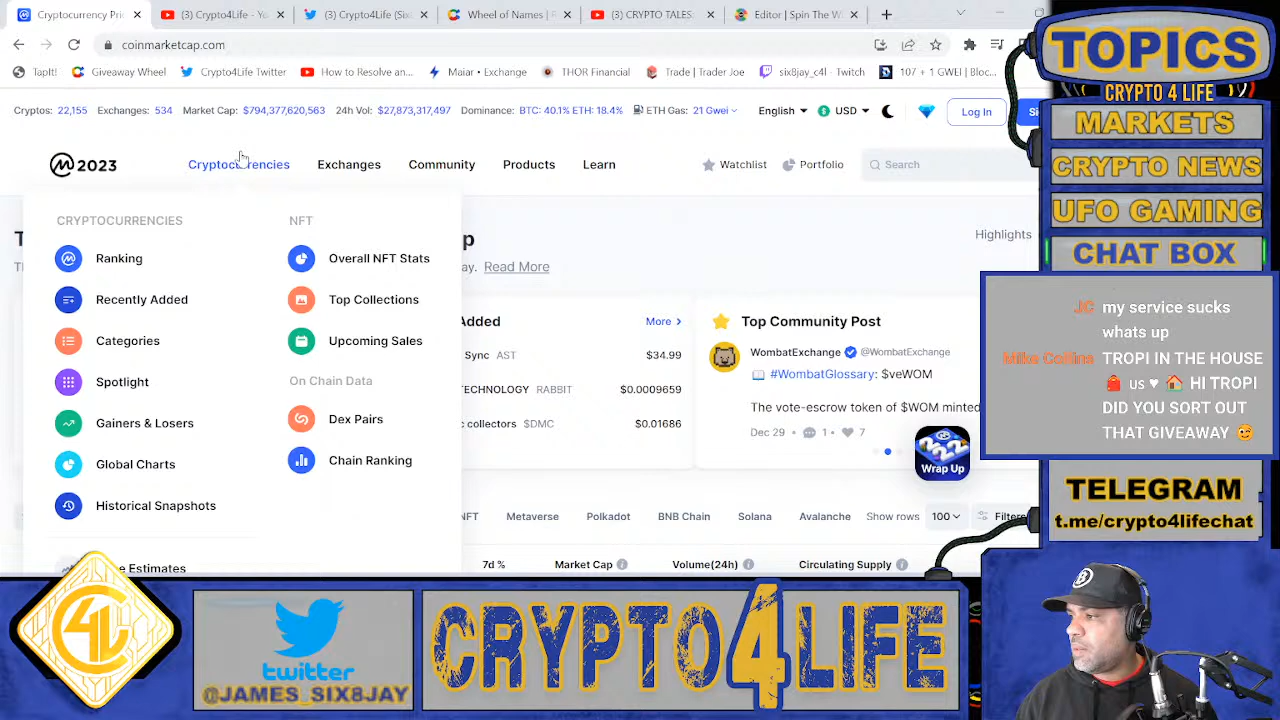 Cryptocurrency Pri
(3) Crypto4Life - Yo
(3) Crypto4Life (Six
Wheel of Names | R
(3) CRYPTO TALES
Editor | Spin The W
coinmarketcap.com
TapIt!
Giveaway Wheel
Crypto4Life Twitter
How to Resolve an...
Maiar • Exchange
THOR Financial
Trade | Trader Joe
six8jay_c4l - Twitch
107 + 1 GWEI | Bloc...
Cryptos: 22,155 Exchanges: 534 Market Cap: $794,377,620,563 24h Vol: $27,873,317,497 Dominance: BTC: 40.1% ETH: 18.4% ETH Gas: 21 Gwei
English
USD
Log In
2023
Cryptocurrencies
Exchanges
Community
Products
Learn
Watchlist
Portfolio
Search
CRYPTOCURRENCIES
Ranking
Recently Added
Categories
Spotlight
Gainers & Losers
Global Charts
Historical Snapshots
NFT
Overall NFT Stats
Top Collections
Upcoming Sales
On Chain Data
Dex Pairs
Chain Ranking
Read More
Highlights
Added
More
Sync AST $34.99
TECHNOLOGY RABBIT $0.0009659
collectors $DMC $0.01686
Top Community Post
WombatExchange @WombatExchange
#WombatGlossary: $veWOM
The vote-escrow token of $WOM minted
Dec 29 • 1 • 7
2022
Wrap Up
NFT
Metaverse
Polkadot
BNB Chain
Solana
Avalanche
Show rows
100
Filters
7d %
Market Cap
Volume(24h)
Circulating Supply
Estimates
TOPICS
CRYPTO 4 LIFE
MARKETS
CRYPTO NEWS
UFO GAMING
CHAT BOX
JC my service sucks
whats up
Mike Collins TROPI IN THE HOUSE
us ♥ 🏠 HI TROPI
DID YOU SORT OUT
THAT GIVEAWAY 😉
TELEGRAM
t.me/crypto4lifechat
C4L
twitter
@JAMES_SIX8JAY
CRYPTO4LIFE